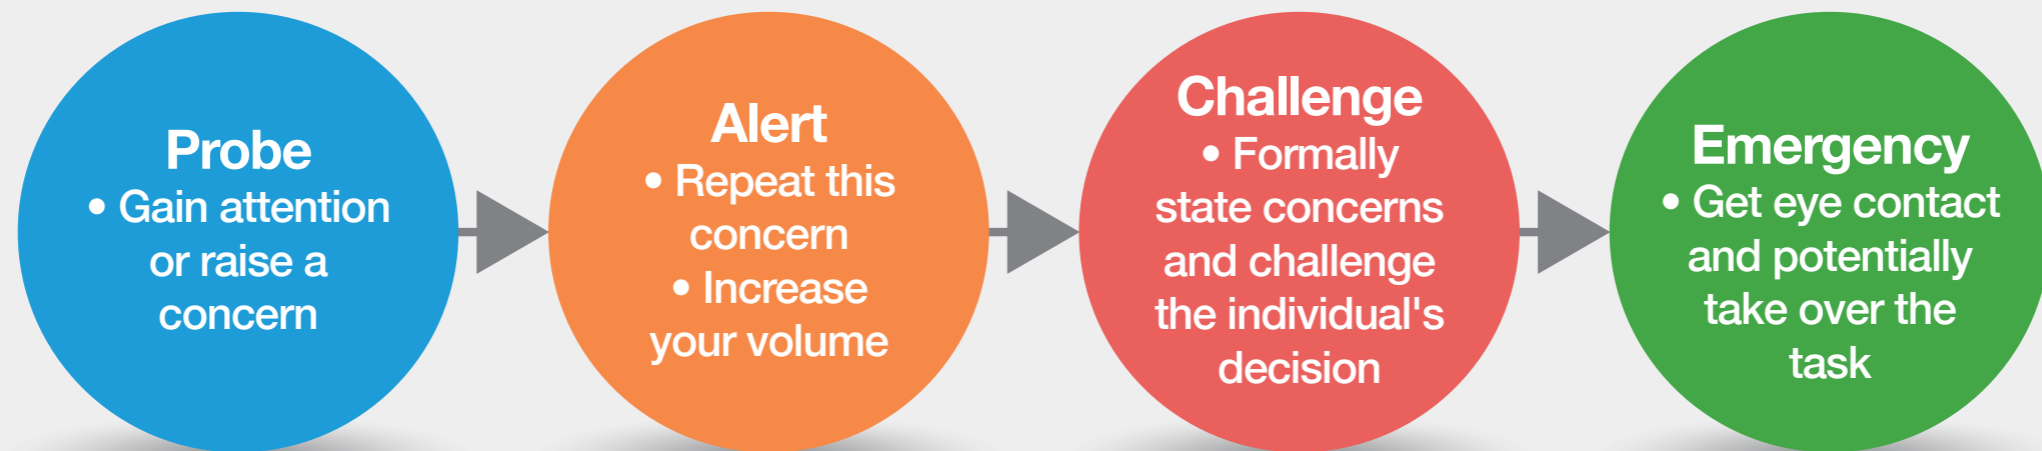 Probe
• Gain attention
or raise a
concern
Alert
• Repeat this
concern
• Increase
your volume
Challenge
• Formally
state concerns
and challenge
the individual's
decision
Emergency
• Get eye contact
and potentially
take over the
task